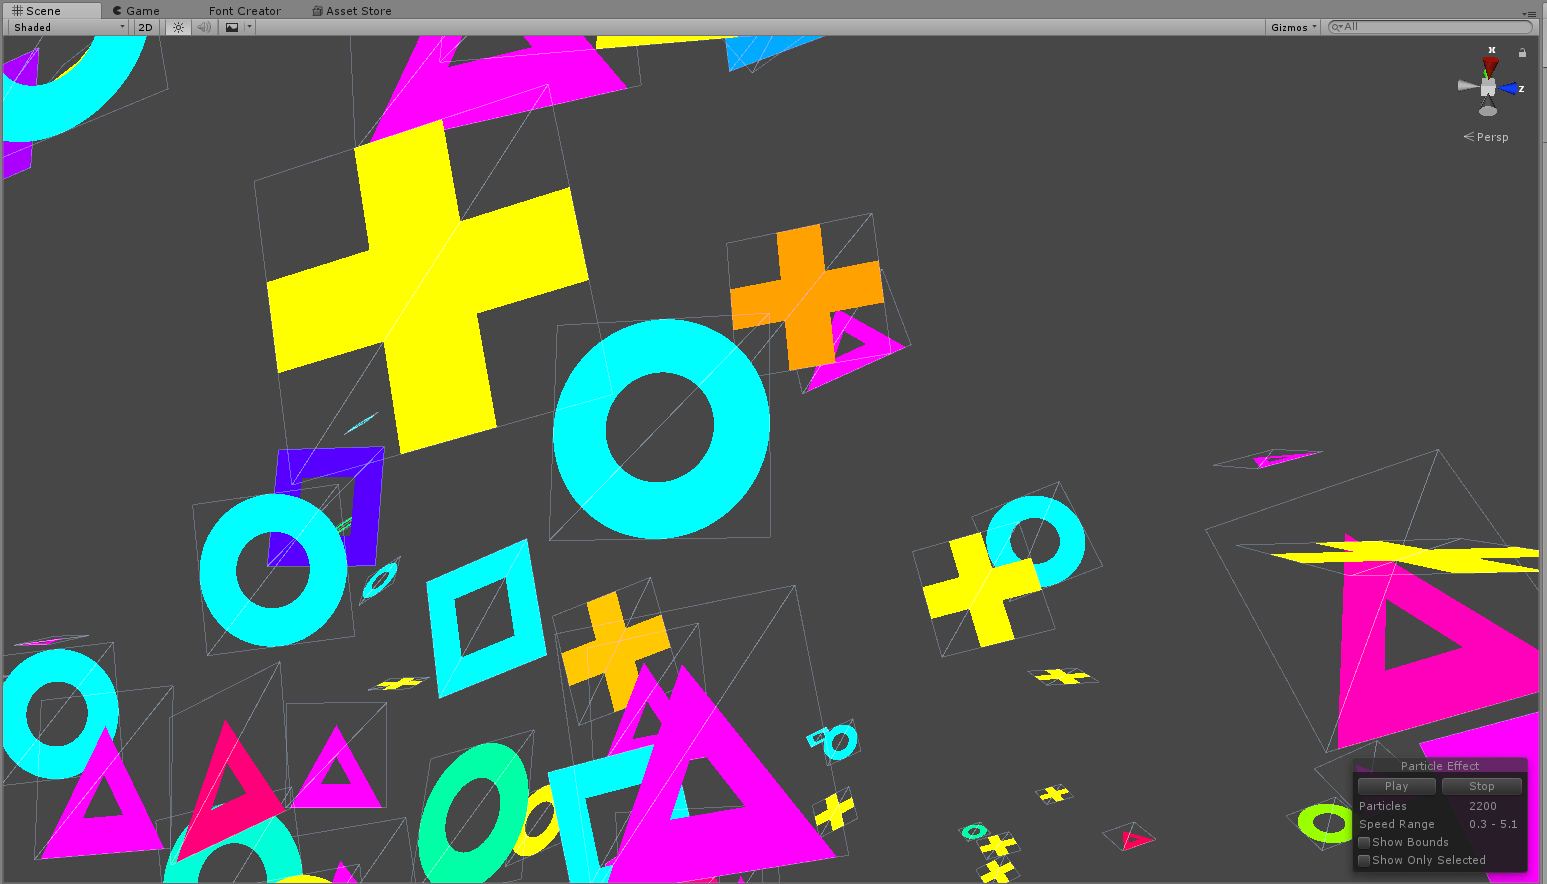 Scene Game Font Creator Asset Store
Shaded 2D Gizmos All
x
z
Persp
Particle Effect
Play Stop
Particles 2200
Speed Range 0.3 - 5.1
Show Bounds
Show Only Selected